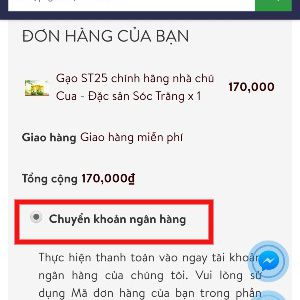 ĐƠN HÀNG CỦA BẠN
Gạo ST25 chính hãng nhà chú
Cua - Đặc sản Sóc Trăng x 1
170,000
Giao hàng Giao hàng miễn phí
Tổng cộng 170,000₫
Chuyển khoản ngân hàng
Thực hiện thanh toán vào ngay tài khoản
ngân hàng của chúng tôi. Vui lòng sử
dụng Mã đơn hàng của bạn trong phần